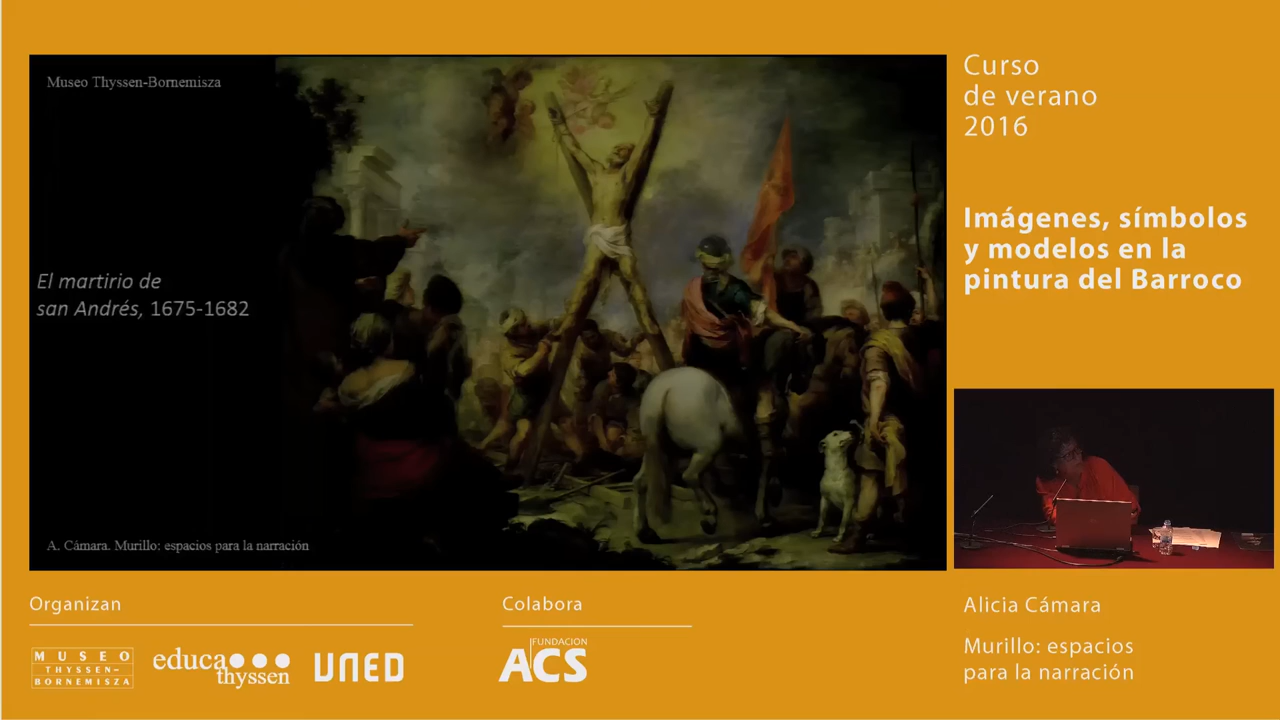 Museo Thyssen-Bornemisza
El martirio de
san Andrés, 1675-1682
A. Cámara. Murillo: espacios para la narración
Curso
de verano
2016
Imágenes, símbolos
y modelos en la
pintura del Barroco
Alicia Cámara
Murillo: espacios
para la narración
Organizan
MUSEO
THYSSEN-
BORNEMISZA
educa
thyssen
UNED
Colabora
FUNDACION
ACS